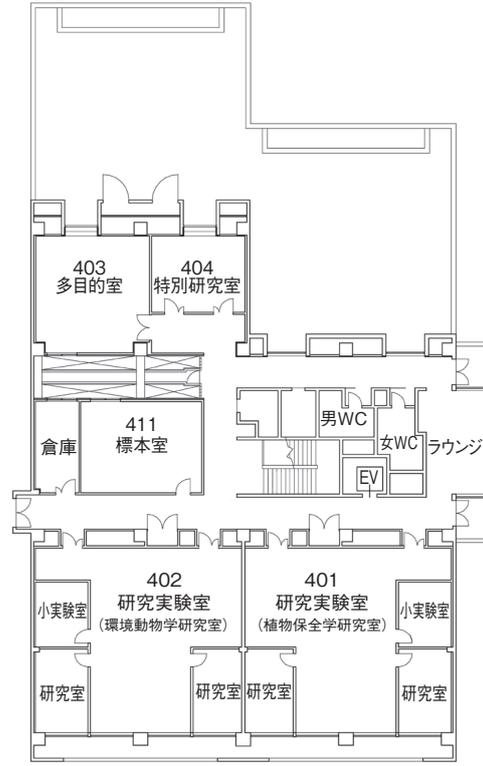 403
多目的室
404
特別研究室
411
標本室
倉庫
男WC
女WC
ラウンジ
EV
402
研究実験室
（環境動物学研究室）
401
研究実験室
（植物保全学研究室）
小実験室
小実験室
研究室
研究室
研究室
研究室